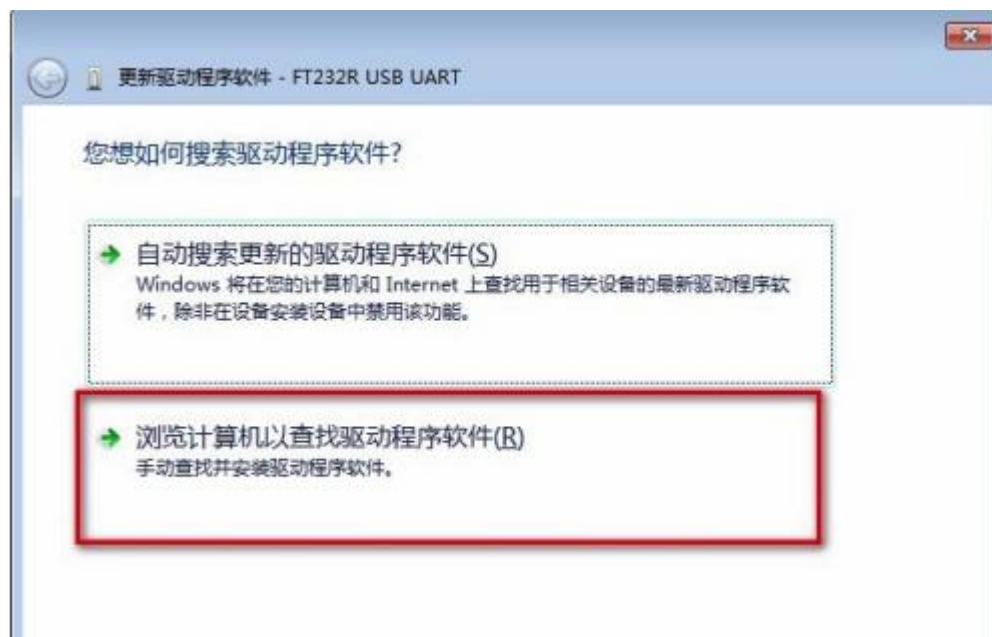 更新驱动程序软件 - FT232R USB UART
您想如何搜索驱动程序软件?
自动搜索更新的驱动程序软件(S)
Windows 将在您的计算机和 Internet 上查找用于相关设备的最新驱动程序软
件，除非在设备安装设备中禁用该功能。
浏览计算机以查找驱动程序软件(R)
手动查找并安装驱动程序软件。